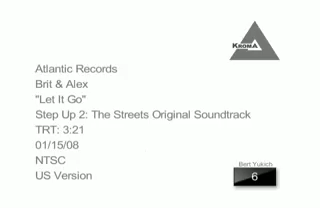 KROMA
Atlantic Records
Brit & Alex
"Let It Go"
Step Up 2: The Streets Original Soundtrack
TRT: 3:21
01/15/08
NTSC
US Version
Bert Yukich
6